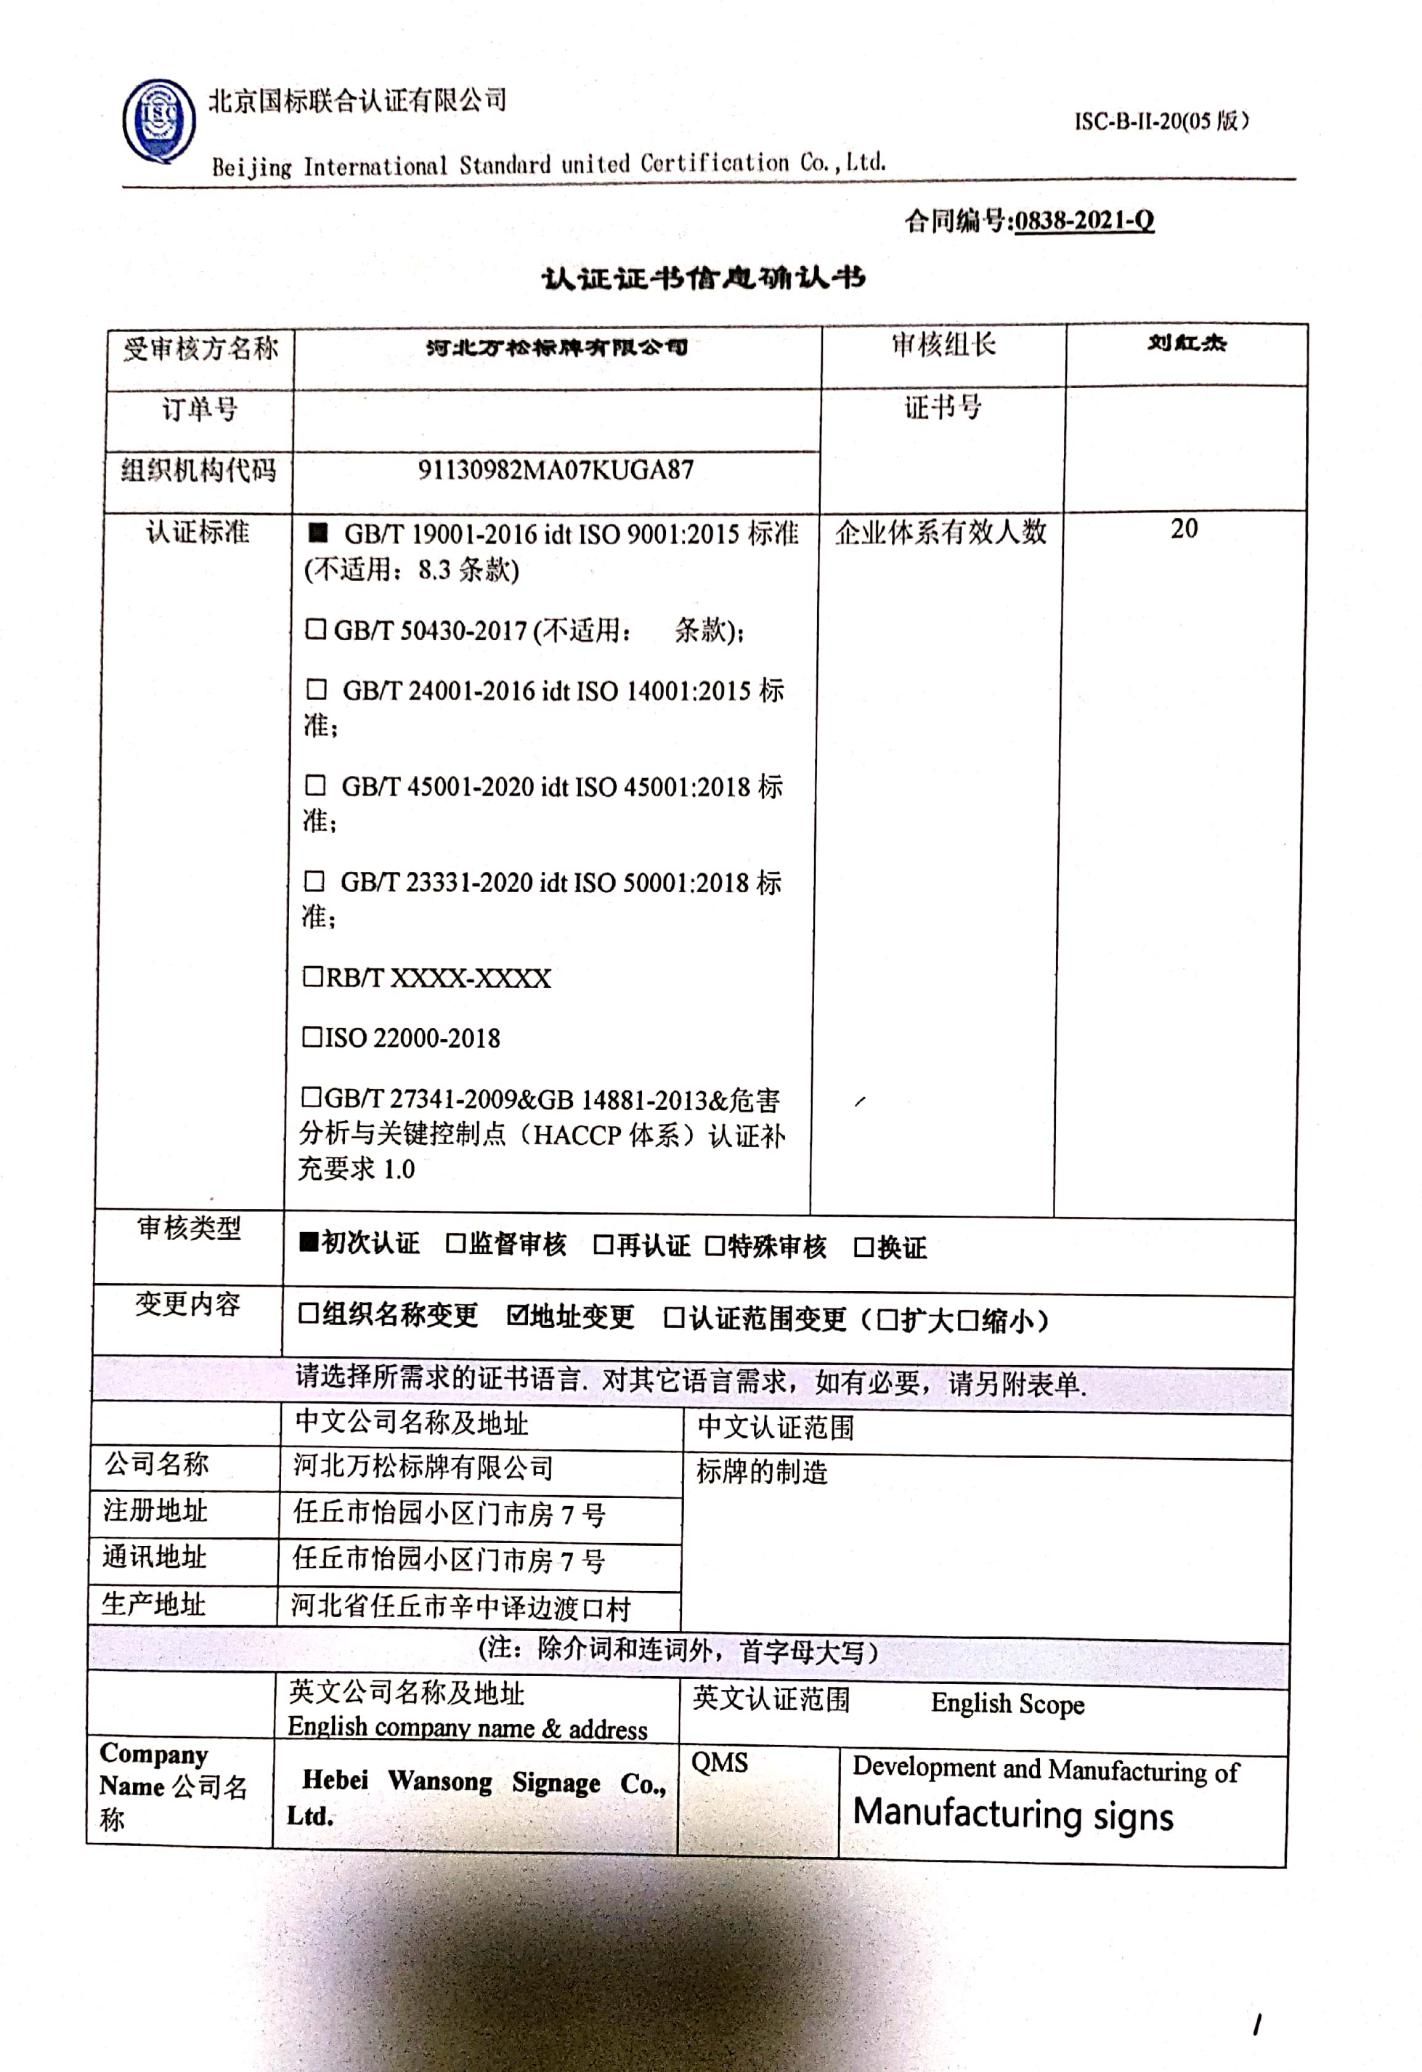 ISC
北京国标联合认证有限公司
ISC-B-II-20(05版)
Beijing International Standard united Certification Co.,Ltd.
合同编号:0838-2021-Q
认证证书信息确认书
受审核方名称 河北万松标牌有限公司 审核组长 刘红杰
订单号 证书号
组织机构代码 91130982MA07KUGA87
认证标准 ■ GB/T 19001-2016 idt ISO 9001:2015 标准 企业体系有效人数 20
(不适用：8.3 条款)
□ GB/T 50430-2017 (不适用： 条款);
□ GB/T 24001-2016 idt ISO 14001:2015 标
准；
□ GB/T 45001-2020 idt ISO 45001:2018 标
准；
□ GB/T 23331-2020 idt ISO 50001:2018 标
准；
□RB/T XXXX-XXXX
□ISO 22000-2018
□GB/T 27341-2009&GB 14881-2013&危害
分析与关键控制点（HACCP 体系）认证补
充要求 1.0
审核类型 ■初次认证 □监督审核 □再认证 □特殊审核 □换证
变更内容 □组织名称变更 ☑地址变更 □认证范围变更（□扩大□缩小）
请选择所需求的证书语言. 对其它语言需求，如有必要，请另附表单.
中文公司名称及地址 中文认证范围
公司名称 河北万松标牌有限公司 标牌的制造
注册地址 任丘市怡园小区门市房 7 号
通讯地址 任丘市怡园小区门市房 7 号
生产地址 河北省任丘市辛中译边渡口村
(注：除介词和连词外，首字母大写）
英文公司名称及地址 英文认证范围 English Scope
English company name & address
Company QMS Development and Manufacturing of
Name 公司名 Hebei Wansong Signage Co., Manufacturing signs
称 Ltd.
1